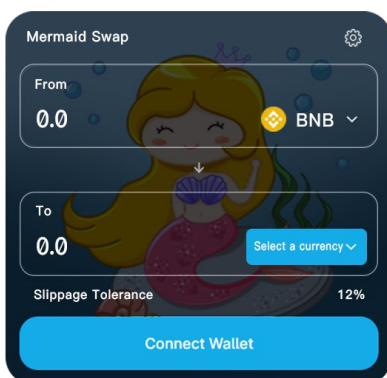 Mermaid Swap
From
0.0 BNB
To
0.0 Select a currency
Slippage Tolerance 12%
Connect Wallet